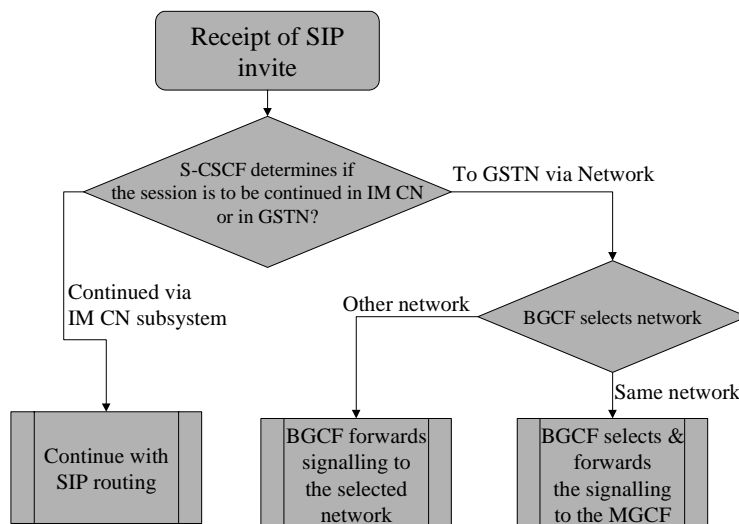 Receipt of SIP
invite
S-CSCF determines if
the session is to be continued in IM CN
or in GSTN?
To GSTN via Network
Continued via
IM CN subsystem
Other network
BGCF selects network
Same network
Continue with
SIP routing
BGCF forwards
signalling to
the selected
network
BGCF selects &
forwards
the signalling
to the MGCF